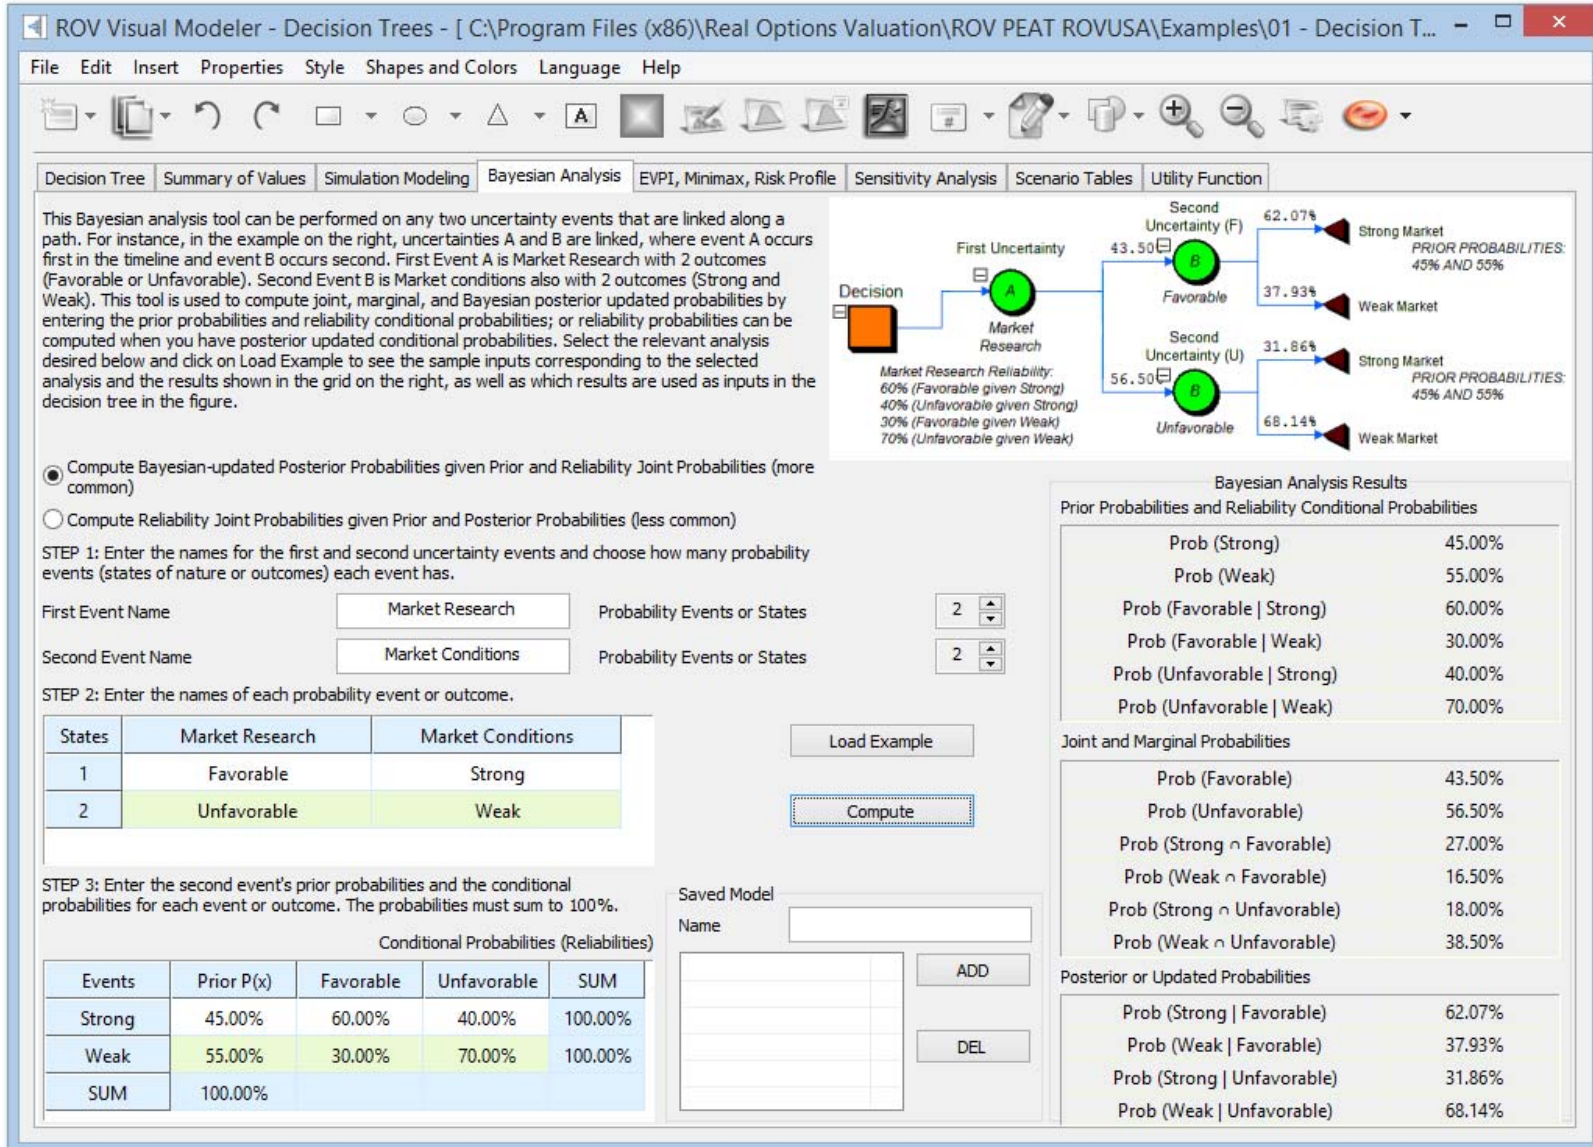 ROV Visual Modeler - Decision Trees - [ C:\Program Files (x86)\Real Options Valuation\ROV PEAT ROVUSA\Examples\01 - Decision T...
File Edit Insert Properties Style Shapes and Colors Language Help
A
#
Decision Tree Summary of Values Simulation Modeling Bayesian Analysis EVPI, Minimax, Risk Profile Sensitivity Analysis Scenario Tables Utility Function
This Bayesian analysis tool can be performed on any two uncertainty events that are linked along a
path. For instance, in the example on the right, uncertainties A and B are linked, where event A occurs
first in the timeline and event B occurs second. First Event A is Market Research with 2 outcomes
(Favorable or Unfavorable). Second Event B is Market conditions also with 2 outcomes (Strong and
Weak). This tool is used to compute joint, marginal, and Bayesian posterior updated probabilities by
entering the prior probabilities and reliability conditional probabilities; or reliability probabilities can be
computed when you have posterior updated conditional probabilities. Select the relevant analysis
desired below and click on Load Example to see the sample inputs corresponding to the selected
analysis and the results shown in the grid on the right, as well as which results are used as inputs in the
decision tree in the figure.
Decision
First Uncertainty
A
Market
Research
Market Research Reliability:
60% (Favorable given Strong)
40% (Unfavorable given Strong)
30% (Favorable given Weak)
70% (Unfavorable given Weak)
Second
Uncertainty (F)
43.50
B
Favorable
62.07%
Strong Market
PRIOR PROBABILITIES:
45% AND 55%
37.93%
Weak Market
Second
Uncertainty (U)
56.50
B
Unfavorable
31.86%
Strong Market
PRIOR PROBABILITIES:
45% AND 55%
68.14%
Weak Market
Compute Bayesian-updated Posterior Probabilities given Prior and Reliability Joint Probabilities (more
common)
Compute Reliability Joint Probabilities given Prior and Posterior Probabilities (less common)
STEP 1: Enter the names for the first and second uncertainty events and choose how many probability
events (states of nature or outcomes) each event has.
First Event Name Market Research Probability Events or States 2
Second Event Name Market Conditions Probability Events or States 2
STEP 2: Enter the names of each probability event or outcome.
States Market Research Market Conditions
1 Favorable Strong
2 Unfavorable Weak
Load Example
Compute
STEP 3: Enter the second event's prior probabilities and the conditional
probabilities for each event or outcome. The probabilities must sum to 100%.
Conditional Probabilities (Reliabilities)
Events Prior P(x) Favorable Unfavorable SUM
Strong 45.00% 60.00% 40.00% 100.00%
Weak 55.00% 30.00% 70.00% 100.00%
SUM 100.00%
Saved Model
Name
ADD
DEL
Bayesian Analysis Results
Prior Probabilities and Reliability Conditional Probabilities
Prob (Strong) 45.00%
Prob (Weak) 55.00%
Prob (Favorable | Strong) 60.00%
Prob (Favorable | Weak) 30.00%
Prob (Unfavorable | Strong) 40.00%
Prob (Unfavorable | Weak) 70.00%
Joint and Marginal Probabilities
Prob (Favorable) 43.50%
Prob (Unfavorable) 56.50%
Prob (Strong ∩ Favorable) 27.00%
Prob (Weak ∩ Favorable) 16.50%
Prob (Strong ∩ Unfavorable) 18.00%
Prob (Weak ∩ Unfavorable) 38.50%
Posterior or Updated Probabilities
Prob (Strong | Favorable) 62.07%
Prob (Weak | Favorable) 37.93%
Prob (Strong | Unfavorable) 31.86%
Prob (Weak | Unfavorable) 68.14%